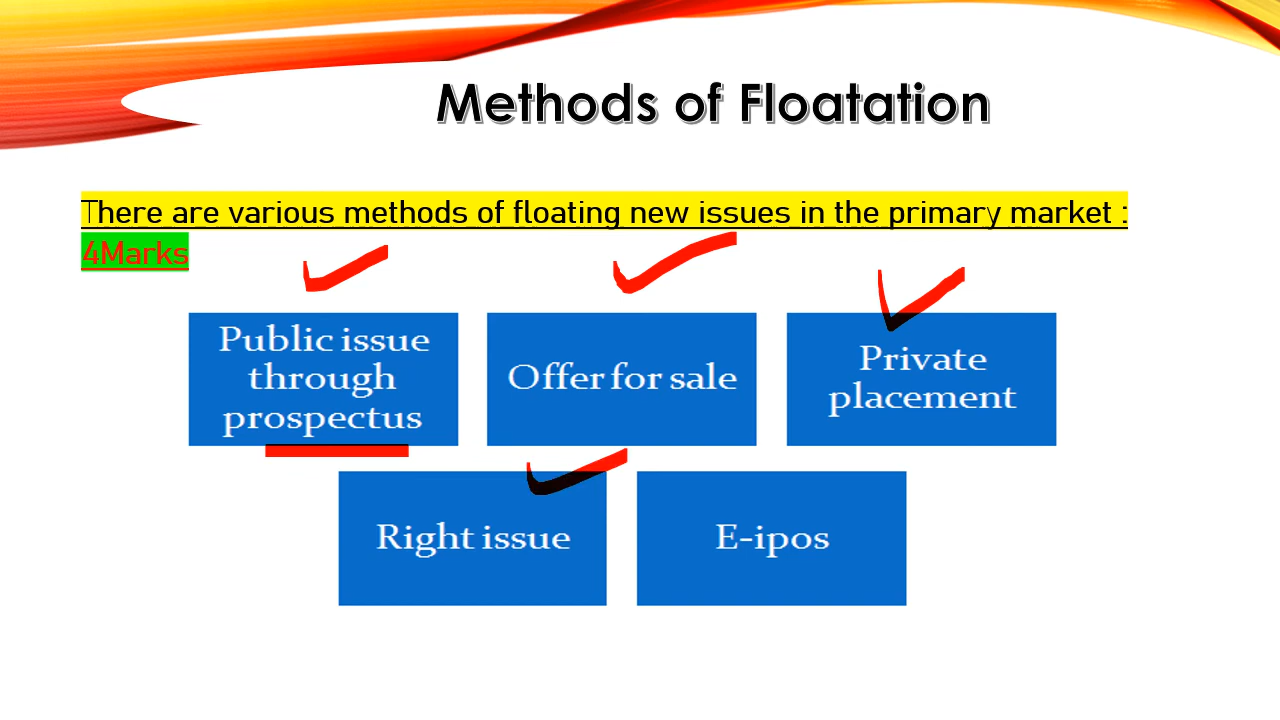 Methods of Floatation
There are various methods of floating new issues in the primary market :
4Marks
Public issue
through
prospectus
Offer for sale
Private
placement
Right issue
E-ipos